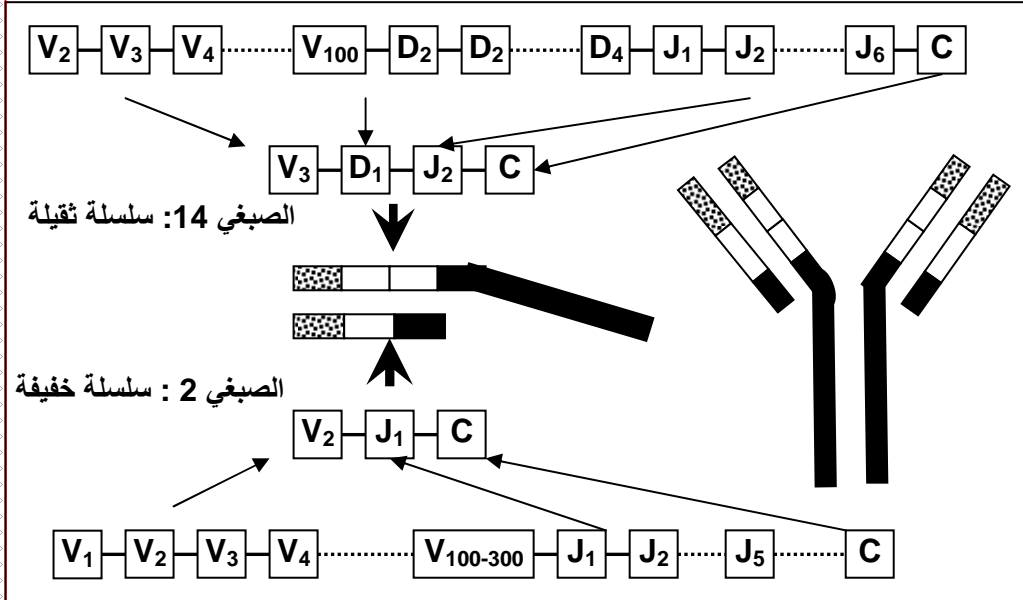 V2 V3 V4 V100 D2 D2 D4 J1 J2 J6 C
V3 D1 J2 C
الصبغي 14: سلسلة ثقيلة
الصبغي 2 : سلسلة خفيفة
V2 J1 C
V1 V2 V3 V4 V100-300 J1 J2 J5 C